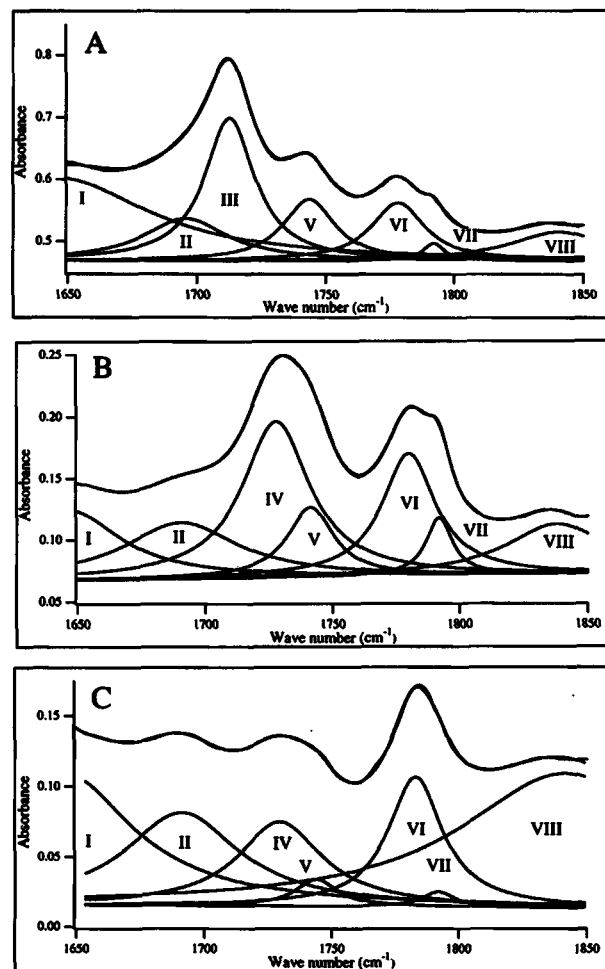 A
0.8
0.7
0.6
0.5
Absorbance
I
II
III
V
VI
VII
VIII
1650
1700
1750
1800
1850
Wave number (cm⁻¹)
B
0.25
0.20
0.15
0.10
0.05
Absorbance
I
II
IV
V
VI
VII
VIII
1650
1700
1750
1800
1850
Wave number (cm⁻¹)
C
0.15
0.10
0.05
0.00
Absorbance
I
II
IV
V
VI
VII
VIII
1650
1700
1750
1800
1850
Wave number (cm⁻¹)